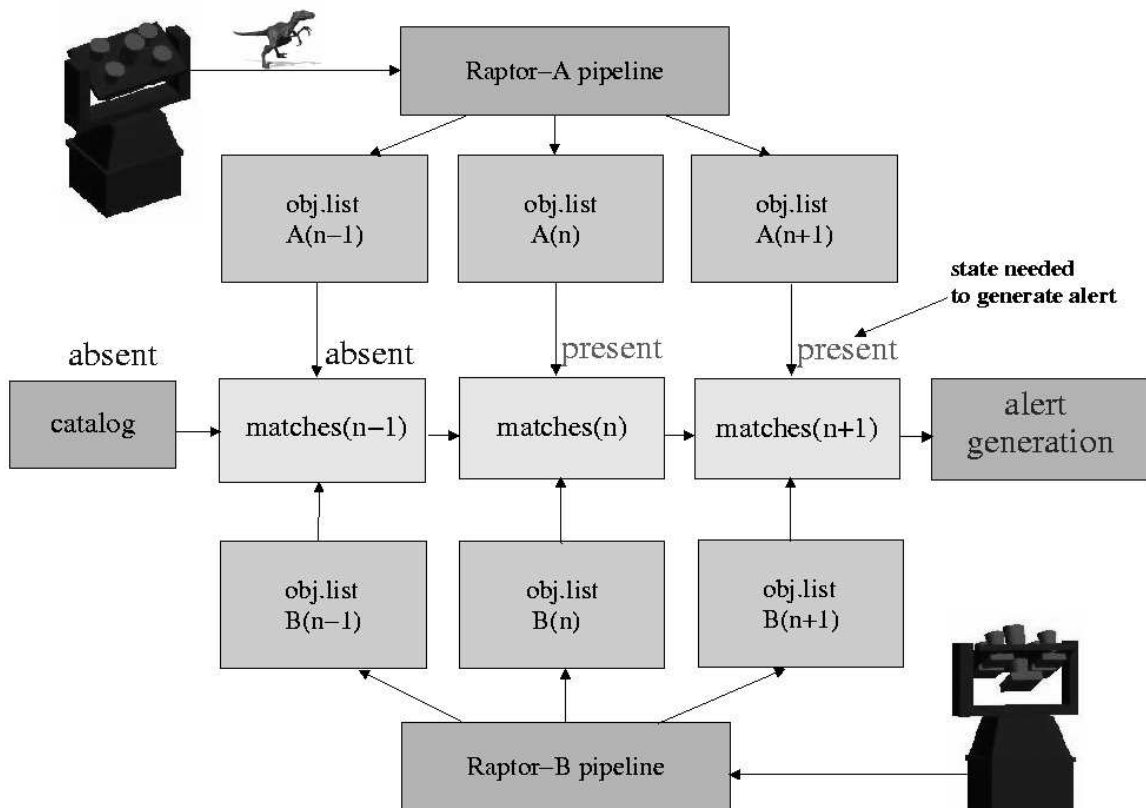 Raptor−A pipeline
obj.list
A(n−1)
obj.list
A(n)
obj.list
A(n+1)
state needed
to generate alert
absent
absent
present
present
catalog
matches(n−1)
matches(n)
matches(n+1)
alert
generation
obj.list
B(n−1)
obj.list
B(n)
obj.list
B(n+1)
Raptor−B pipeline